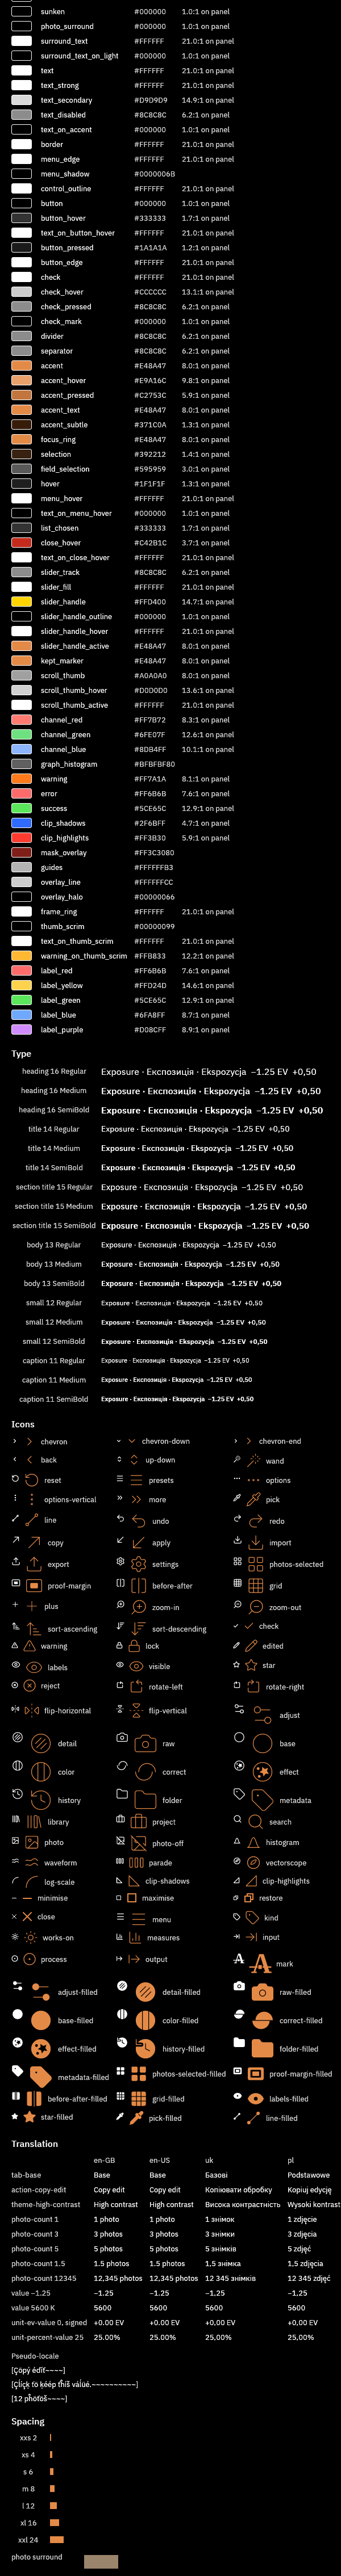 sunken #000000 1.0:1 on panel
photo_surround #000000 1.0:1 on panel
surround_text #FFFFFF 21.0:1 on panel
surround_text_on_light #000000 1.0:1 on panel
text #FFFFFF 21.0:1 on panel
text_strong #FFFFFF 21.0:1 on panel
text_secondary #D9D9D9 14.9:1 on panel
text_disabled #8C8C8C 6.2:1 on panel
text_on_accent #000000 1.0:1 on panel
border #FFFFFF 21.0:1 on panel
menu_edge #FFFFFF 21.0:1 on panel
menu_shadow #0000006B
control_outline #FFFFFF 21.0:1 on panel
button #000000 1.0:1 on panel
button_hover #333333 1.7:1 on panel
text_on_button_hover #FFFFFF 21.0:1 on panel
button_pressed #1A1A1A 1.2:1 on panel
button_edge #FFFFFF 21.0:1 on panel
check #FFFFFF 21.0:1 on panel
check_hover #CCCCCC 13.1:1 on panel
check_pressed #8C8C8C 6.2:1 on panel
check_mark #000000 1.0:1 on panel
divider #8C8C8C 6.2:1 on panel
separator #8C8C8C 6.2:1 on panel
accent #E48A47 8.0:1 on panel
accent_hover #E9A16C 9.8:1 on panel
accent_pressed #C2753C 5.9:1 on panel
accent_text #E48A47 8.0:1 on panel
accent_subtle #371C0A 1.3:1 on panel
focus_ring #E48A47 8.0:1 on panel
selection #392212 1.4:1 on panel
field_selection #595959 3.0:1 on panel
hover #1F1F1F 1.3:1 on panel
menu_hover #FFFFFF 21.0:1 on panel
text_on_menu_hover #000000 1.0:1 on panel
list_chosen #333333 1.7:1 on panel
close_hover #C42B1C 3.7:1 on panel
text_on_close_hover #FFFFFF 21.0:1 on panel
slider_track #8C8C8C 6.2:1 on panel
slider_fill #FFFFFF 21.0:1 on panel
slider_handle #FFD400 14.7:1 on panel
slider_handle_outline #000000 1.0:1 on panel
slider_handle_hover #FFFFFF 21.0:1 on panel
slider_handle_active #E48A47 8.0:1 on panel
kept_marker #E48A47 8.0:1 on panel
scroll_thumb #A0A0A0 8.0:1 on panel
scroll_thumb_hover #D0D0D0 13.6:1 on panel
scroll_thumb_active #FFFFFF 21.0:1 on panel
channel_red #FF7B72 8.3:1 on panel
channel_green #6FE07F 12.6:1 on panel
channel_blue #8DB4FF 10.1:1 on panel
graph_histogram #BFBFBF80
warning #FF7A1A 8.1:1 on panel
error #FF6B6B 7.6:1 on panel
success #5CE65C 12.9:1 on panel
clip_shadows #2F6BFF 4.7:1 on panel
clip_highlights #FF3B30 5.9:1 on panel
mask_overlay #FF3C3080
guides #FFFFFFB3
overlay_line #FFFFFFCC
overlay_halo #00000066
frame_ring #FFFFFF 21.0:1 on panel
thumb_scrim #00000099
text_on_thumb_scrim #FFFFFF 21.0:1 on panel
warning_on_thumb_scrim #FFB833 12.2:1 on panel
label_red #FF6B6B 7.6:1 on panel
label_yellow #FFD24D 14.6:1 on panel
label_green #5CE65C 12.9:1 on panel
label_blue #6FA8FF 8.7:1 on panel
label_purple #D08CFF 8.9:1 on panel
Type
heading 16 Regular Exposure · Експозиція · Ekspozycja −1.25 EV +0,50
heading 16 Medium Exposure · Експозиція · Ekspozycja −1.25 EV +0,50
heading 16 SemiBold Exposure · Експозиція · Ekspozycja −1.25 EV +0,50
title 14 Regular Exposure · Експозиція · Ekspozycja −1.25 EV +0,50
title 14 Medium Exposure · Експозиція · Ekspozycja −1.25 EV +0,50
title 14 SemiBold Exposure · Експозиція · Ekspozycja −1.25 EV +0,50
section title 15 Regular Exposure · Експозиція · Ekspozycja −1.25 EV +0,50
section title 15 Medium Exposure · Експозиція · Ekspozycja −1.25 EV +0,50
section title 15 SemiBold Exposure · Експозиція · Ekspozycja −1.25 EV +0,50
body 13 Regular Exposure · Експозиція · Ekspozycja −1.25 EV +0,50
body 13 Medium Exposure · Експозиція · Ekspozycja −1.25 EV +0,50
body 13 SemiBold Exposure · Експозиція · Ekspozycja −1.25 EV +0,50
small 12 Regular Exposure · Експозиція · Ekspozycja −1.25 EV +0,50
small 12 Medium Exposure · Експозиція · Ekspozycja −1.25 EV +0,50
small 12 SemiBold Exposure · Експозиція · Ekspozycja −1.25 EV +0,50
caption 11 Regular Exposure · Експозиція · Ekspozycja −1.25 EV +0,50
caption 11 Medium Exposure · Експозиція · Ekspozycja −1.25 EV +0,50
caption 11 SemiBold Exposure · Експозиція · Ekspozycja −1.25 EV +0,50
Icons
chevron chevron-down chevron-end
back up-down wand
reset presets options
options-vertical more pick
line undo redo
copy apply import
export settings photos-selected
proof-margin before-after grid
plus zoom-in zoom-out
sort-ascending sort-descending check
warning lock edited
labels visible star
reject rotate-left rotate-right
flip-horizontal flip-vertical adjust
detail raw base
color correct effect
history folder metadata
library project search
photo photo-off histogram
waveform parade vectorscope
log-scale clip-shadows clip-highlights
minimise maximise restore
close menu kind
works-on measures input
process output mark
adjust-filled detail-filled raw-filled
base-filled color-filled correct-filled
effect-filled history-filled folder-filled
metadata-filled photos-selected-filled proof-margin-filled
before-after-filled grid-filled labels-filled
star-filled pick-filled line-filled
Translation
en-GB en-US uk pl
tab-base Base Base Базові Podstawowe
action-copy-edit Copy edit Copy edit Копіювати обробку Kopiuj edycję
theme-high-contrast High contrast High contrast Висока контрастність Wysoki kontrast
photo-count 1 1 photo 1 photo 1 знімок 1 zdjęcie
photo-count 3 3 photos 3 photos 3 знімки 3 zdjęcia
photo-count 5 5 photos 5 photos 5 знімків 5 zdjęć
photo-count 1.5 1.5 photos 1.5 photos 1,5 знімка 1,5 zdjęcia
photo-count 12345 12,345 photos 12,345 photos 12 345 знімків 12 345 zdjęć
value −1.25 −1.25 −1.25 −1,25 −1,25
value 5600 K 5600 5600 5600 5600
unit-ev-value 0, signed +0.00 EV +0.00 EV +0,00 EV +0,00 EV
unit-percent-value 25 25.00% 25.00% 25,00% 25,00%
Pseudo-locale
Spacing
xxs 2
xs 4
s 6
m 8
l 12
xl 16
xxl 24
photo surround